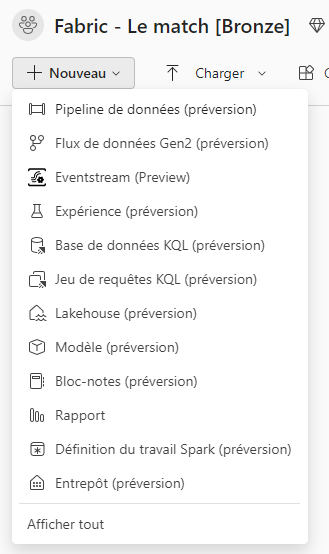 Fabric - Le match [Bronze]
Nouveau
Charger
Pipeline de données (préversion)
Flux de données Gen2 (préversion)
Eventstream (Preview)
Expérience (préversion)
Base de données KQL (préversion)
Jeu de requêtes KQL (préversion)
Lakehouse (préversion)
Modèle (préversion)
Bloc-notes (préversion)
Rapport
Définition du travail Spark (préversion)
Entrepôt (préversion)
Afficher tout